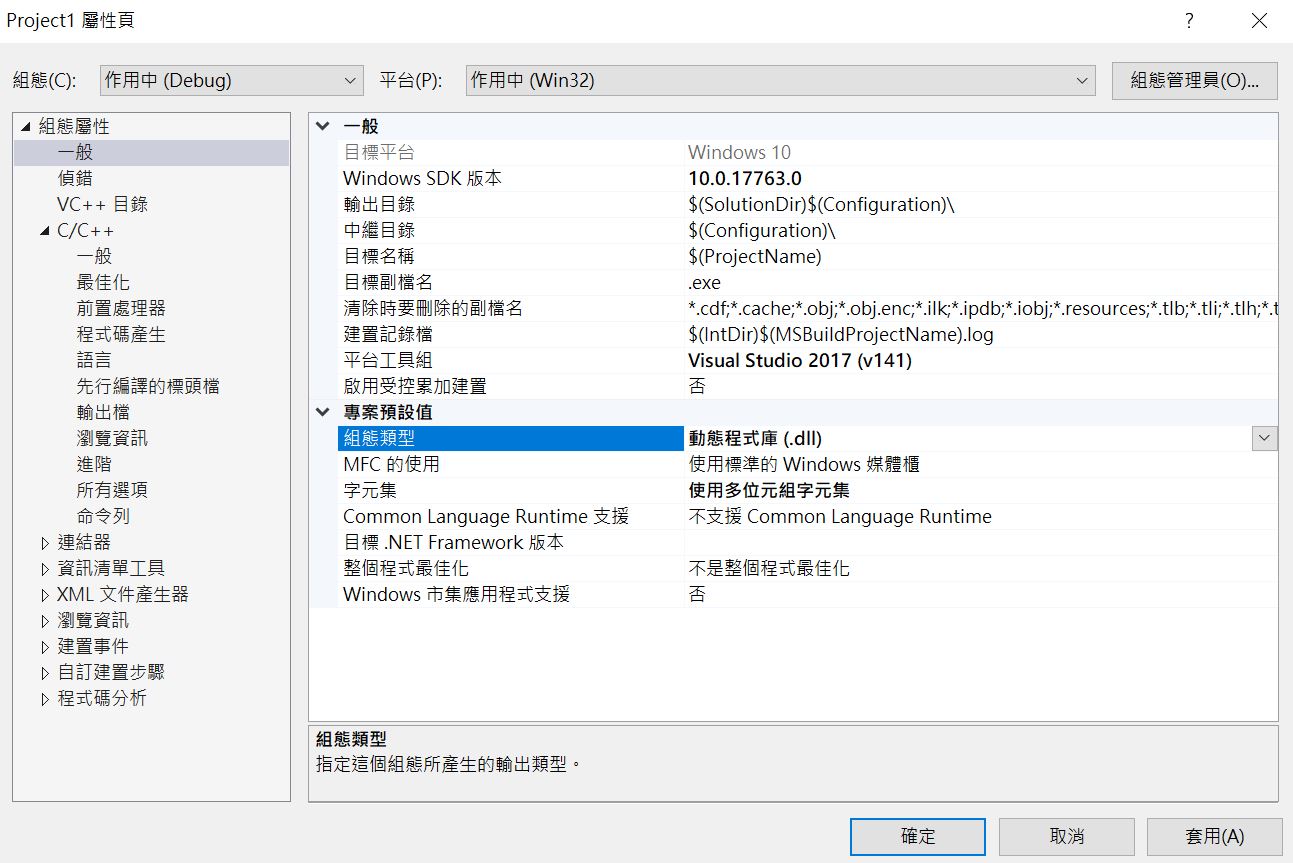 Project1 屬性頁
?
組態(C): 作用中 (Debug) 平台(P): 作用中 (Win32) 組態管理員(O)...
組態屬性
一般
偵錯
VC++ 目錄
C/C++
一般
最佳化
前置處理器
程式碼產生
語言
先行編譯的標頭檔
輸出檔
瀏覽資訊
進階
所有選項
命令列
連結器
資訊清單工具
XML 文件產生器
瀏覽資訊
建置事件
自訂建置步驟
程式碼分析
一般
目標平台 Windows 10
Windows SDK 版本 10.0.17763.0
輸出目錄 $(SolutionDir)$(Configuration)\
中繼目錄 $(Configuration)\
目標名稱 $(ProjectName)
目標副檔名 .exe
清除時要刪除的副檔名 *.cdf;*.cache;*.obj;*.obj.enc;*.ilk;*.ipdb;*.iobj;*.resources;*.tlb;*.tli;*.tlh;*.t
建置記錄檔 $(IntDir)$(MSBuildProjectName).log
平台工具組 Visual Studio 2017 (v141)
啟用受控累加建置 否
專案預設值
組態類型 動態程式庫 (.dll)
MFC 的使用 使用標準的 Windows 媒體櫃
字元集 使用多位元組字元集
Common Language Runtime 支援 不支援 Common Language Runtime
目標 .NET Framework 版本
整個程式最佳化 不是整個程式最佳化
Windows 市集應用程式支援 否
組態類型
指定這個組態所產生的輸出類型。
確定 取消 套用(A)